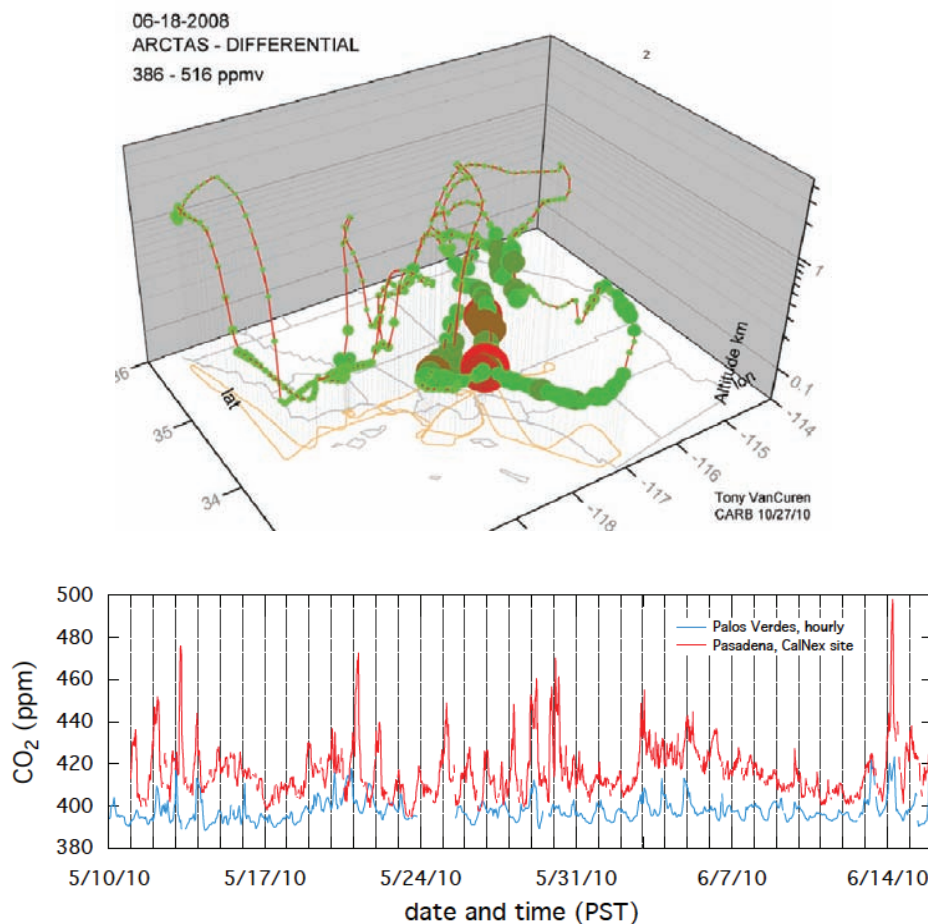 06-18-2008
ARCTAS - DIFFERENTIAL
386 - 516 ppmv
z
1
0.1
Altitude km
lon
-114
-115
-116
-117
-118
36
lat
35
34
Tony VanCuren
CARB 10/27/10
500
480
460
440
420
400
380
CO₂ (ppm)
Palos Verdes, hourly
Pasadena, CalNex site
5/10/10 5/17/10 5/24/10 5/31/10 6/7/10 6/14/10
date and time (PST)